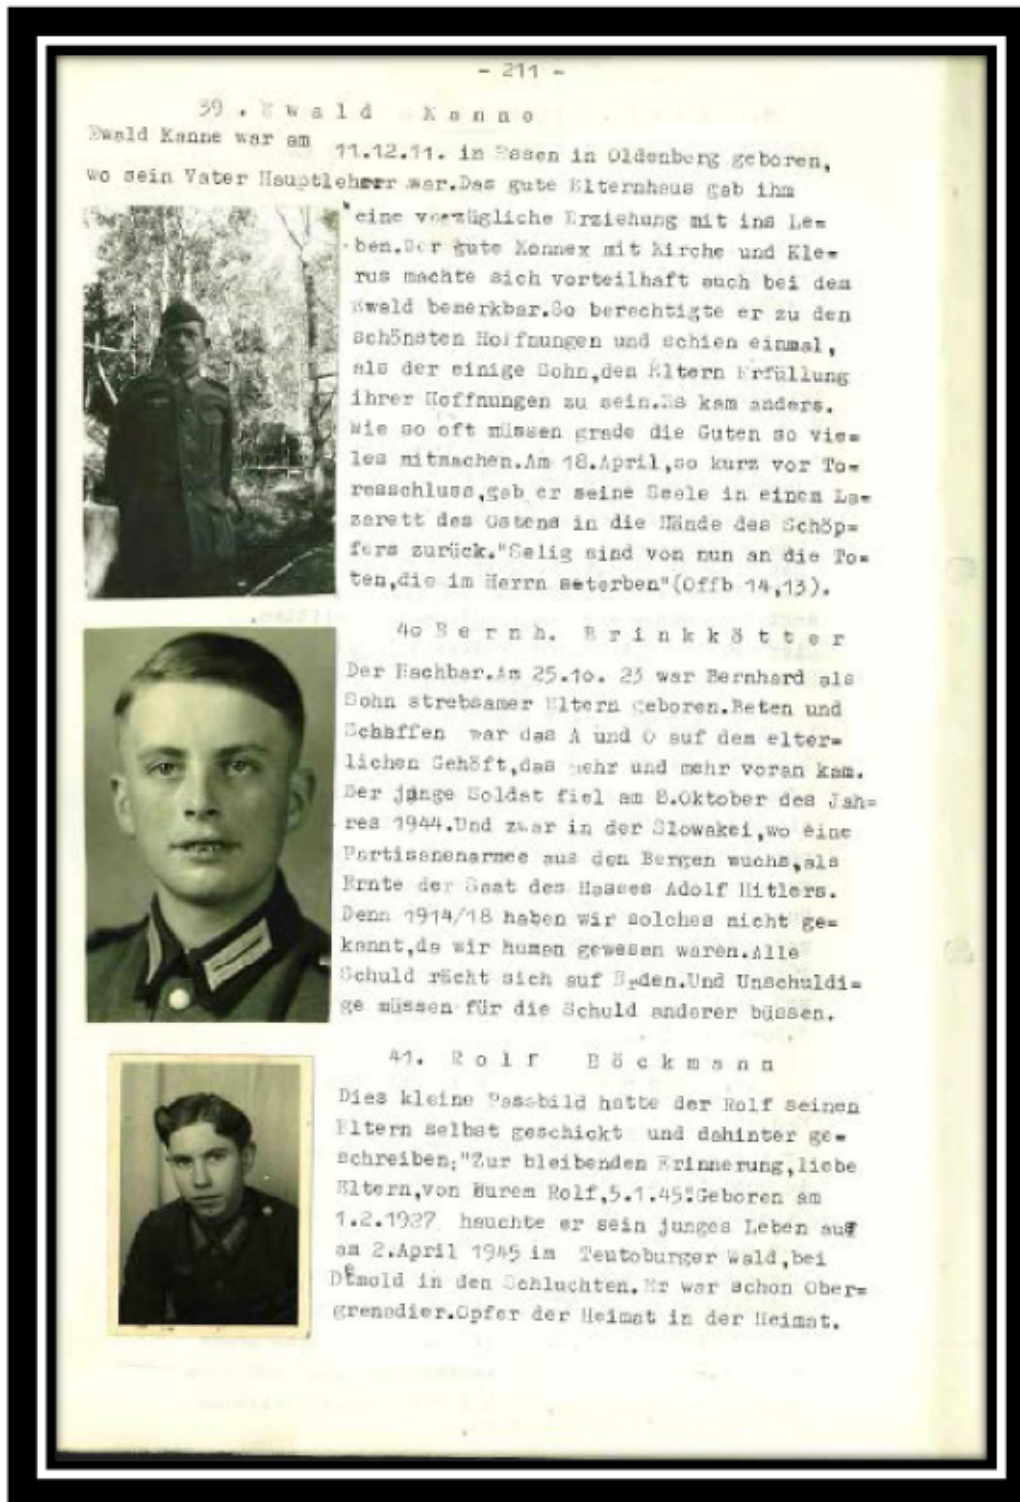 - 211 -
39. Ewald Kanne
Ewald Kanne war am 11.12.11. in Essen in Oldenberg geboren,
wo sein Vater Hauptlehrer war.Das gute Elternhaus gab ihm
eine vorzügliche Erziehung mit ins Le=
ben.Der gute Konnex mit Kirche und Kle=
rus machte sich vorteilhaft auch bei dem
Ewald bemerkbar.So berechtigte er zu den
schönsten Hoffnungen und schien einmal,
als der einige Sohn,den Eltern Erfüllung
ihrer Hoffnungen zu sein.Es kam anders.
Wie so oft müssen grade die Guten so vie=
les mitmachen.Am 18.April,so kurz vor To=
resschluss,gab er seine Seele in einem La=
zarett des Ostens in die Hände des Schöp=
fers zurück."Selig sind von nun an die To=
ten,die im Herrn seterben"(Offb 14,13).
4o Bernh. Brinkkötter
Der Nachbar.Am 25.1o. 23 war Bernhard als
Sohn strebsamer Eltern geboren.Beten und
Schaffen war das A und O auf dem elter=
lichen Gehöft,das mehr und mehr voran kam.
Der junge Soldat fiel am 8.Oktober des Jah=
res 1944.Und zwar in der Slowakei,wo eine
Partisanenarmee aus den Bergen wuchs,als
Ernte der Saat des Hasses Adolf Hitlers.
Denn 1914/18 haben wir solches nicht ge=
kannt,da wir human gewesen waren.Alle
Schuld rächt sich auf Erden.Und Unschuldi=
ge müssen für die Schuld anderer büssen.
41. Rolf Böckmann
Dies kleine Passbild hatte der Rolf seinen
Eltern selbst geschickt und dahinter ge=
schreiben;"Zur bleibenden Erinnerung,liebe
Eltern,von Eurem Rolf,5.1.45".Geboren am
1.2.1927 hauchte er sein junges Leben aus
am 2.April 1945 im Teutoburger Wald,bei
Detmold in den Schluchten.Er war schon Ober=
grenadier.Opfer der Heimat in der Heimat.